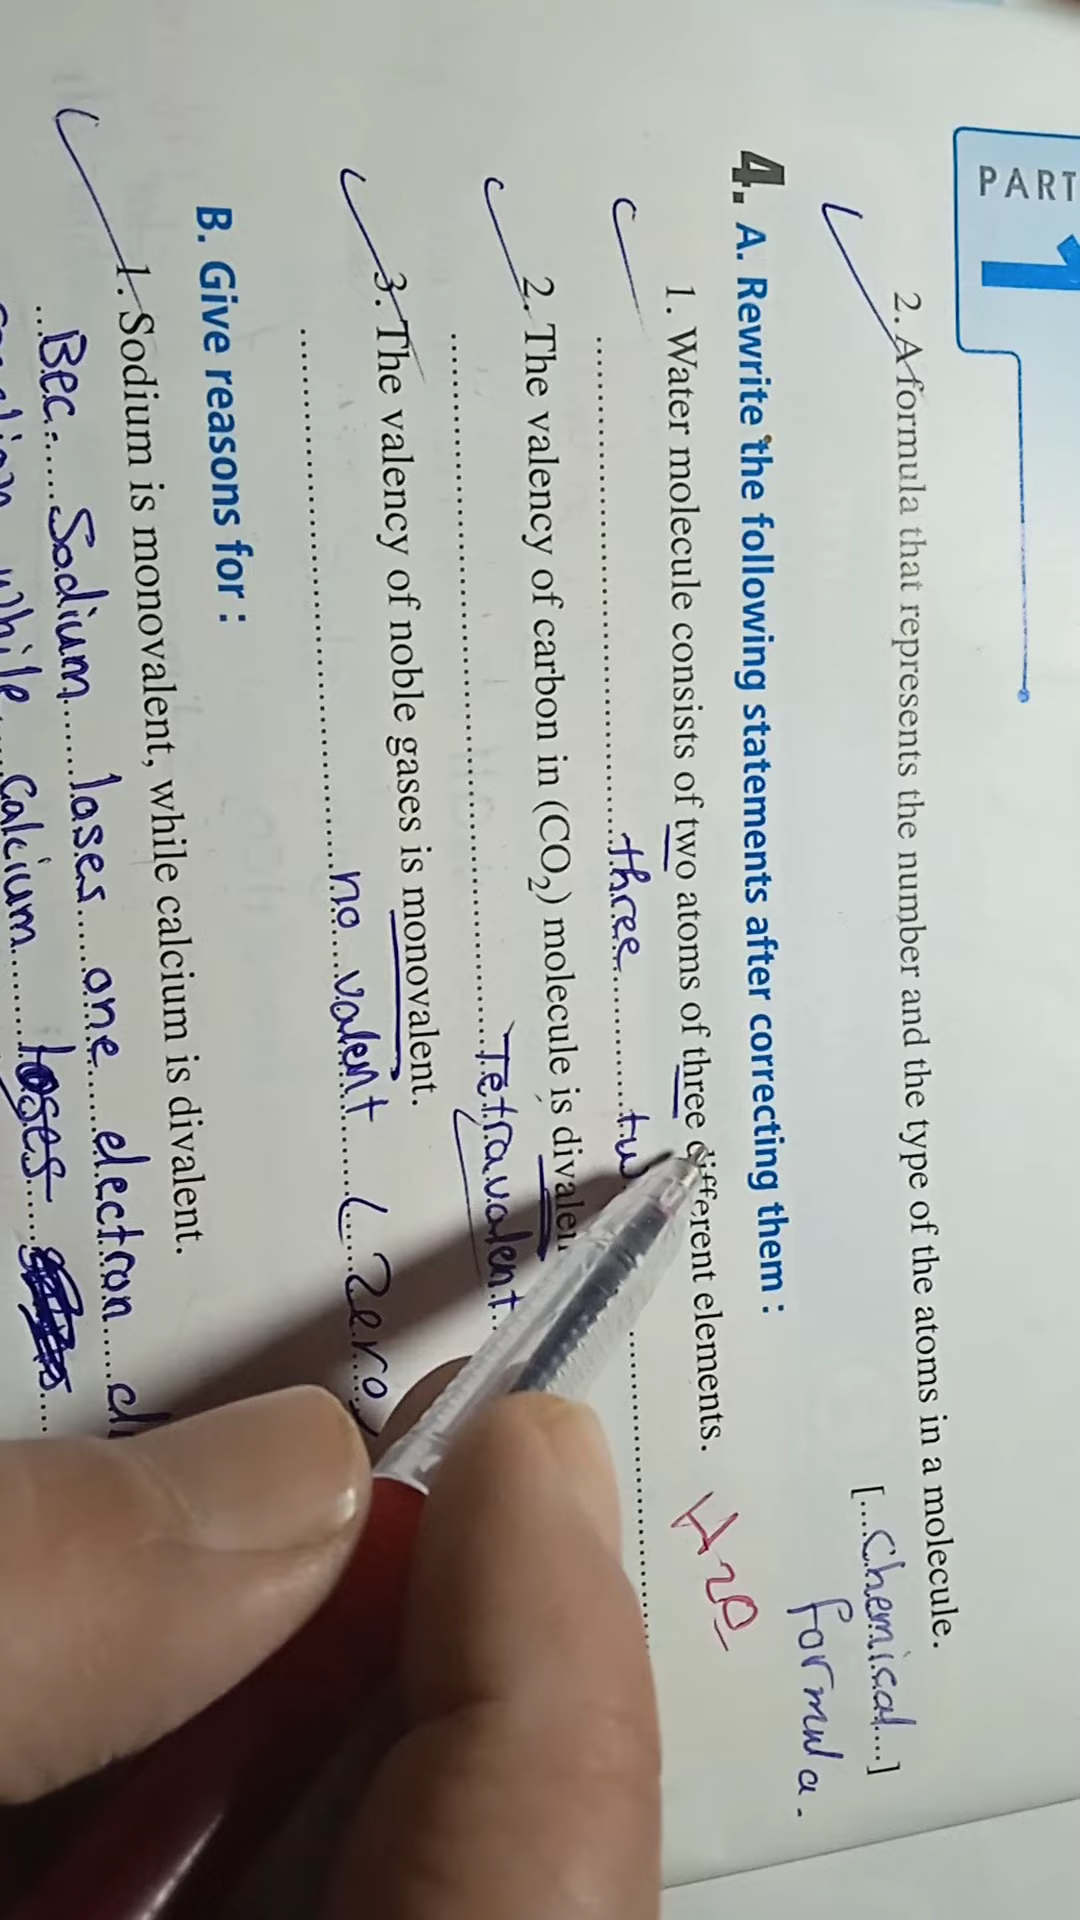 PART
1
2. A formula that represents the number and the type of the atoms in a molecule.
[...Chemical...]
formula.
4. A. Rewrite the following statements after correcting them :
1. Water molecule consists of two atoms of three different elements. H2O
three
2. The valency of carbon in (CO₂) molecule is
Tetravalent
3. The valency of noble gases is monovalent.
no valent (Zero)
B. Give reasons for :
1. Sodium is monovalent, while calcium is divalent.
Bec. Sodium loses one electron
while calcium loses